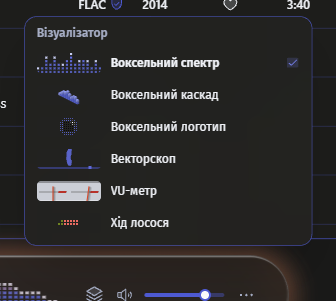 FLAC 2014 3:40
Візуалізатор
Воксельний спектр
Воксельний каскад
s
Воксельний логотип
Векторскоп
VU-метр
Хід лосося